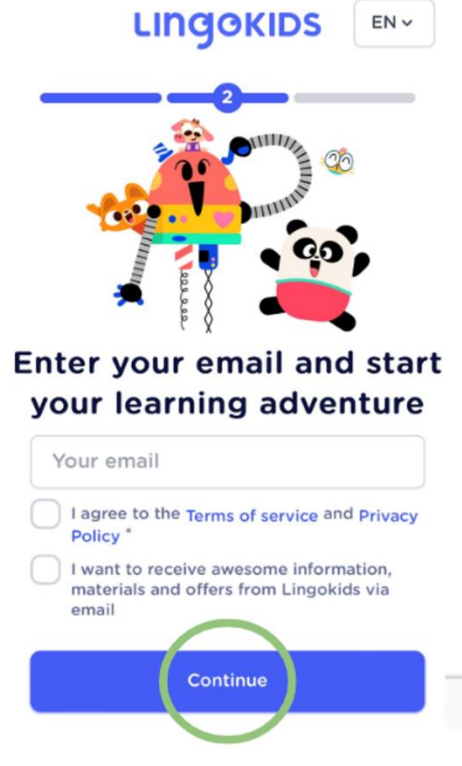 Lingokids
EN
2
Enter your email and start
your learning adventure
Your email
I agree to the Terms of service and Privacy
Policy *
I want to receive awesome information,
materials and offers from Lingokids via
email
Continue